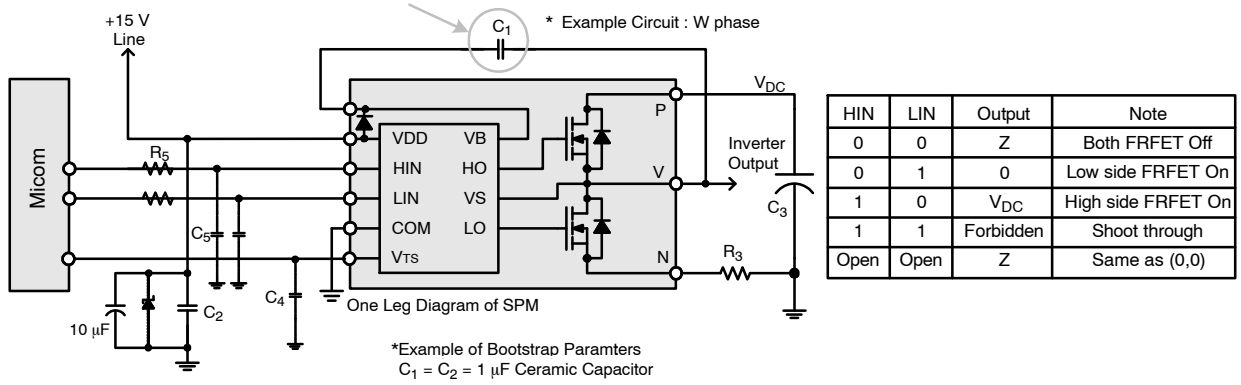 +15 V
Line
C1
* Example Circuit : W phase
Micom
R5
C5
10 μF
C2
C4
VDD
HIN
LIN
COM
VTS
VB
HO
VS
LO
P
V
N
VDC
Inverter
Output
C3
R3
One Leg Diagram of SPM
*Example of Bootstrap Paramters
C1 = C2 = 1 μF Ceramic Capacitor
HIN LIN Output Note
0 0 Z Both FRFET Off
0 1 0 Low side FRFET On
1 0 VDC High side FRFET On
1 1 Forbidden Shoot through
Open Open Z Same as (0,0)